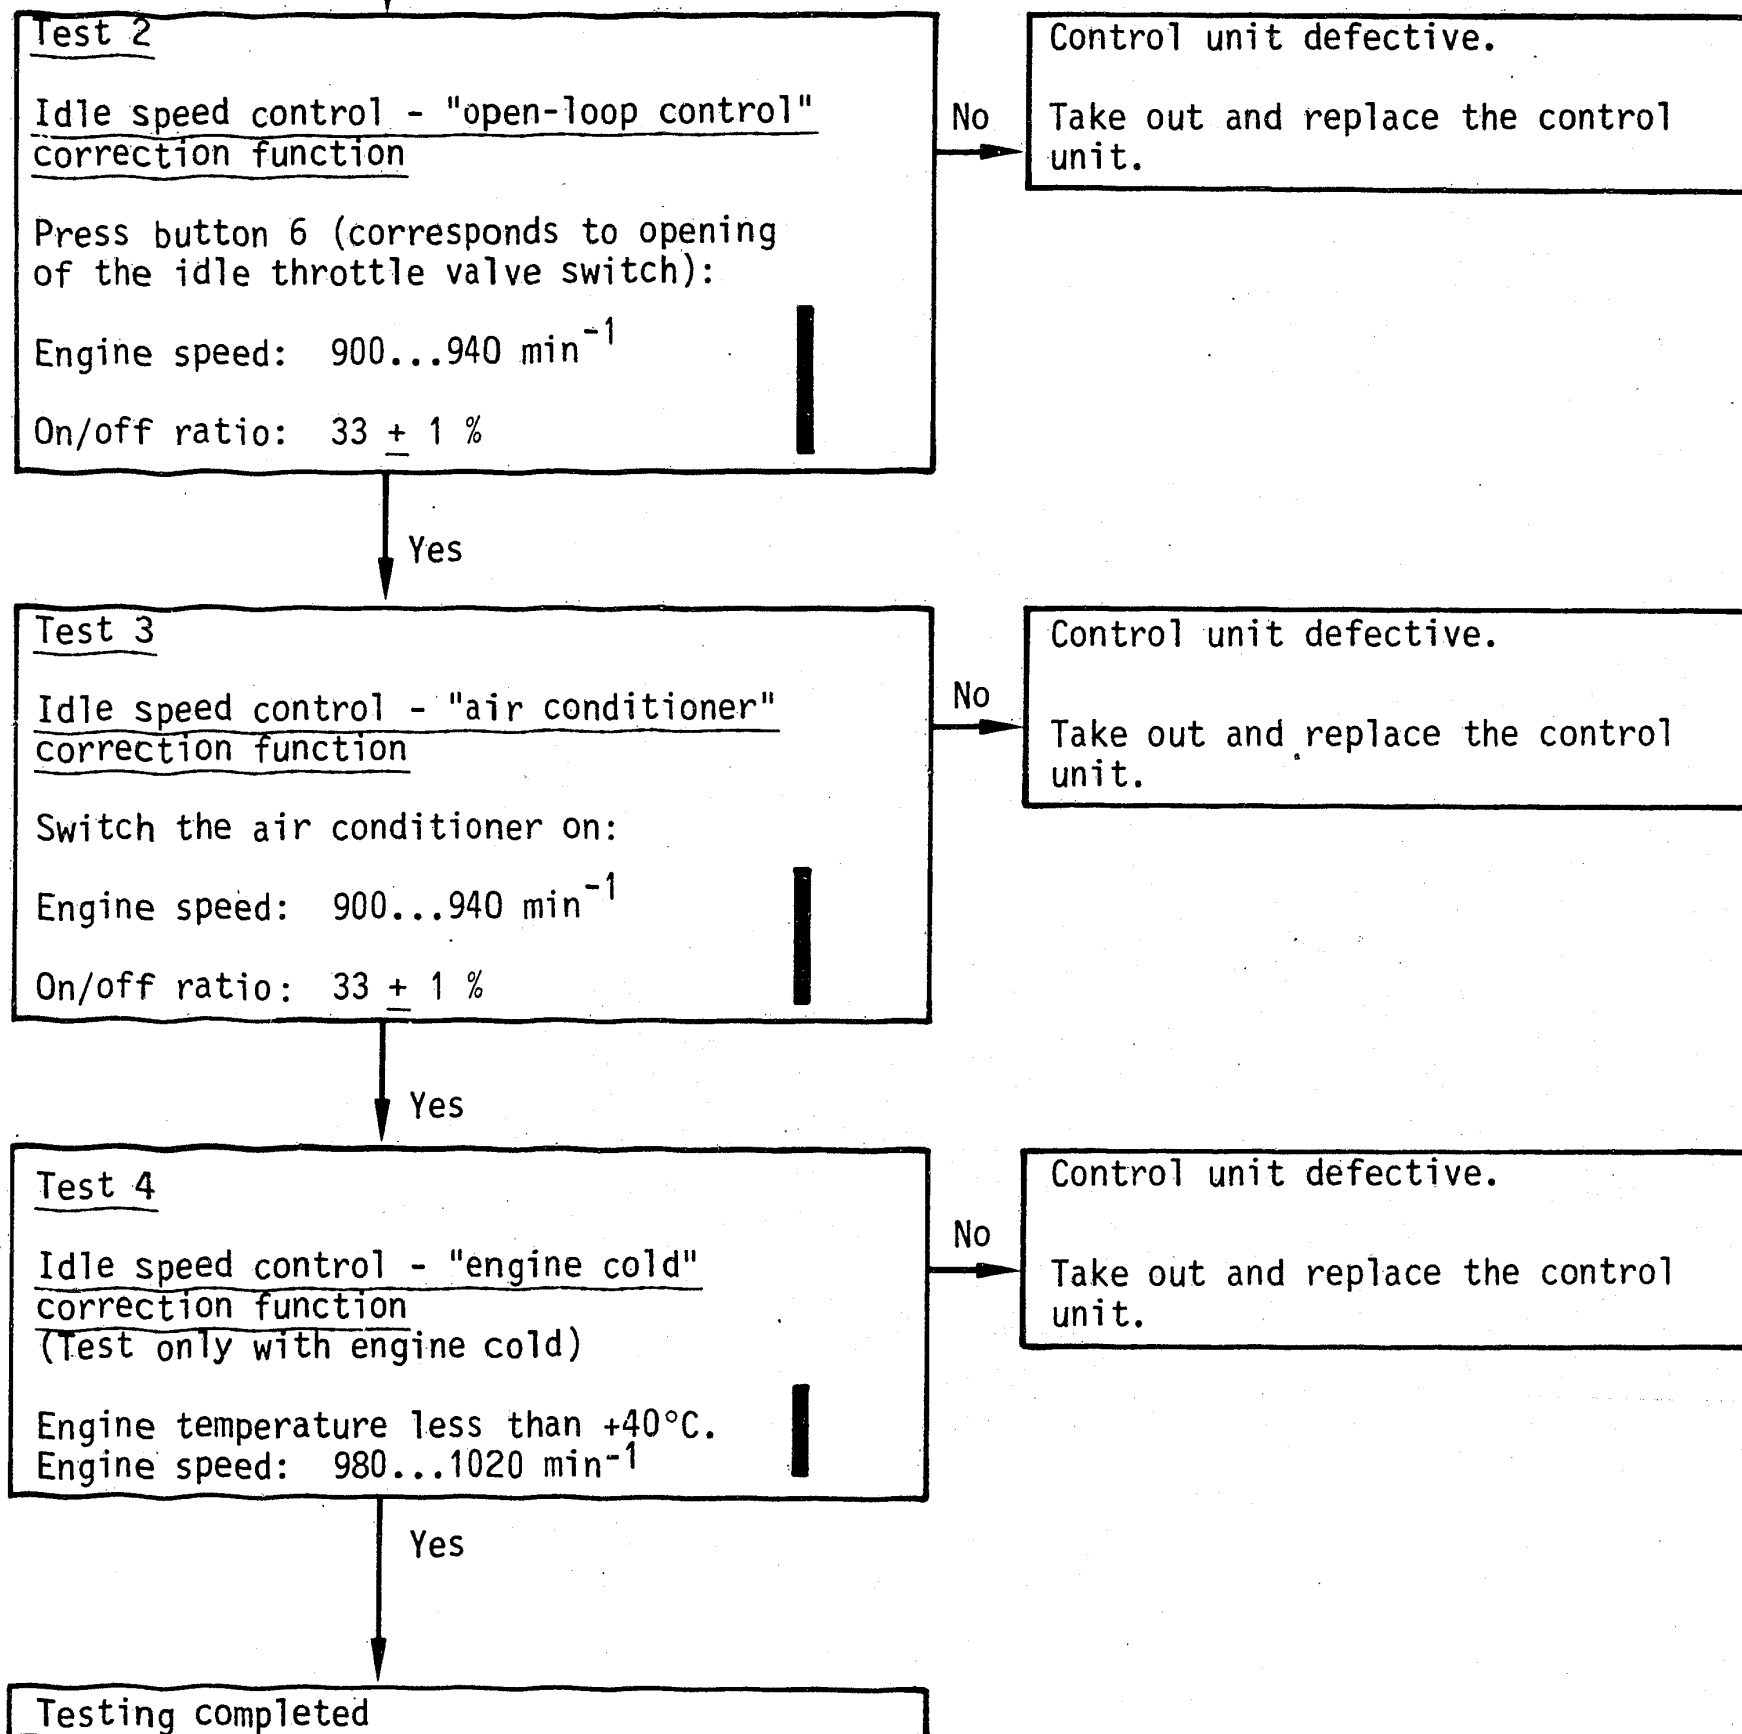 Test 2
Idle speed control - "open-loop control"
correction function
Press button 6 (corresponds to opening
of the idle throttle valve switch):
Engine speed: 900...940 min⁻¹
On/off ratio: 33 ± 1 %
No
Control unit defective.
Take out and replace the control
unit.
Yes
Test 3
Idle speed control - "air conditioner"
correction function
Switch the air conditioner on:
Engine speed: 900...940 min⁻¹
On/off ratio: 33 ± 1 %
No
Control unit defective.
Take out and replace the control
unit.
Yes
Test 4
Idle speed control - "engine cold"
correction function
(Test only with engine cold)
Engine temperature less than +40°C.
Engine speed: 980...1020 min⁻¹
No
Control unit defective.
Take out and replace the control
unit.
Yes
Testing completed